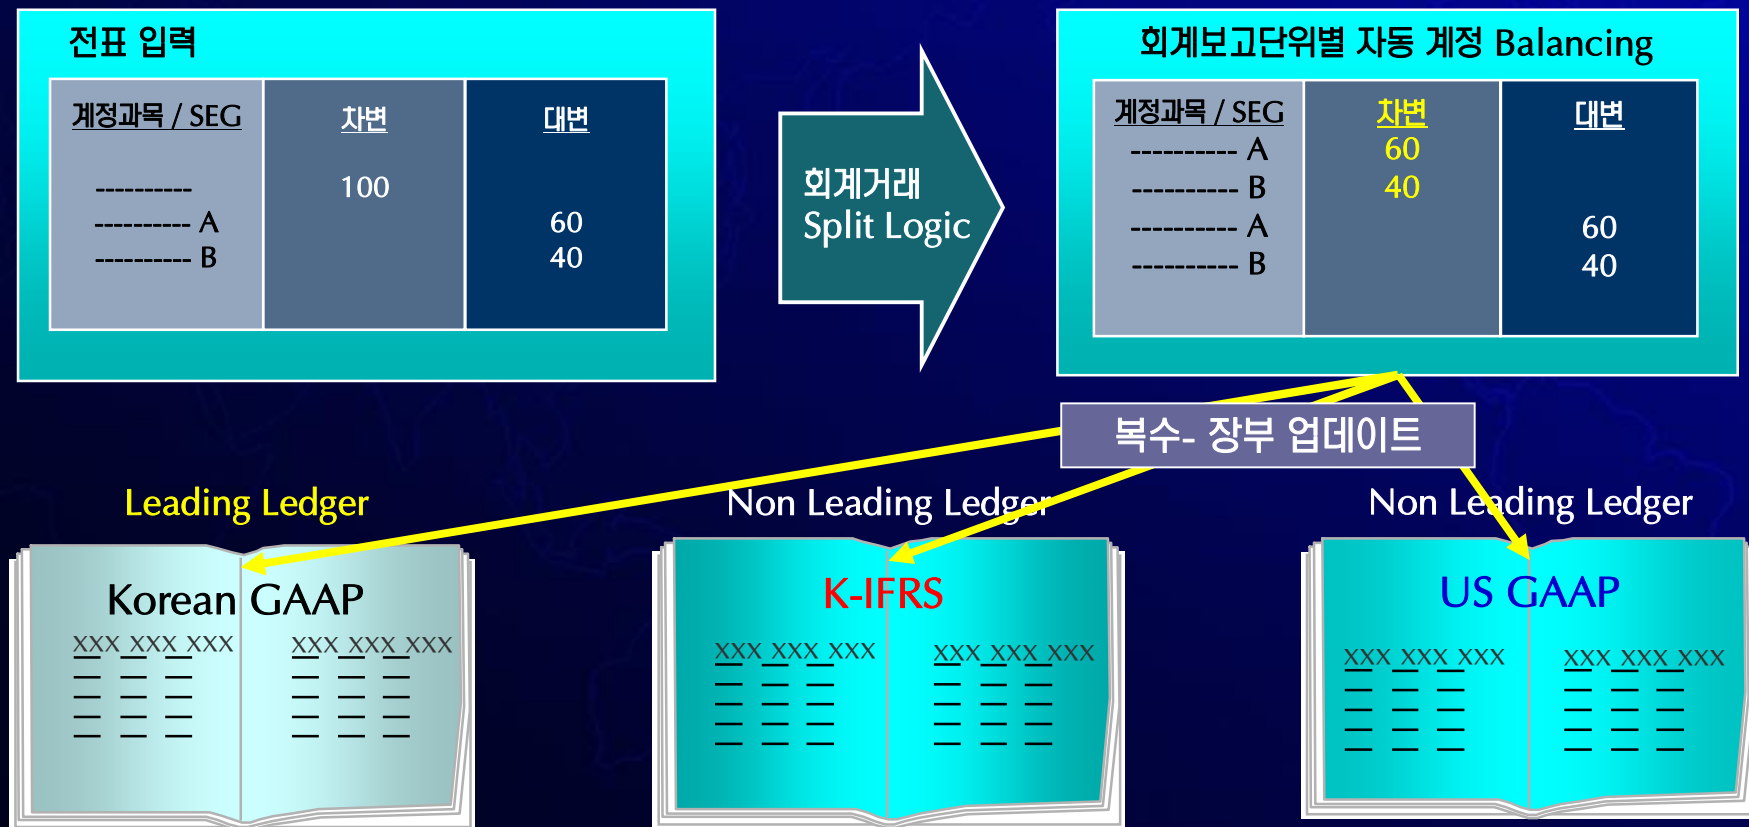 전표 입력
계정과목 / SEG 차변 대변
---------- 100
---------- A 60
---------- B 40
회계거래
Split Logic
회계보고단위별 자동 계정 Balancing
계정과목 / SEG 차변 대변
---------- A 60
---------- B 40
---------- A 60
---------- B 40
복수- 장부 업데이트
Leading Ledger
Korean GAAP
XXX XXX XXX XXX XXX XXX
Non Leading Ledger
K-IFRS
XXX XXX XXX XXX XXX XXX
Non Leading Ledger
US GAAP
XXX XXX XXX XXX XXX XXX